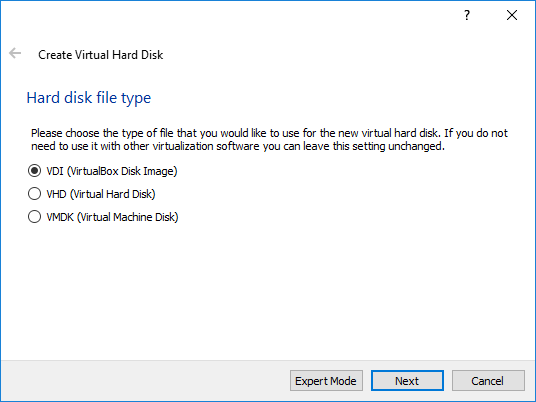 ?
Create Virtual Hard Disk
Hard disk file type
Please choose the type of file that you would like to use for the new virtual hard disk. If you do not
need to use it with other virtualization software you can leave this setting unchanged.
VDI (VirtualBox Disk Image)
VHD (Virtual Hard Disk)
VMDK (Virtual Machine Disk)
Expert Mode
Next
Cancel